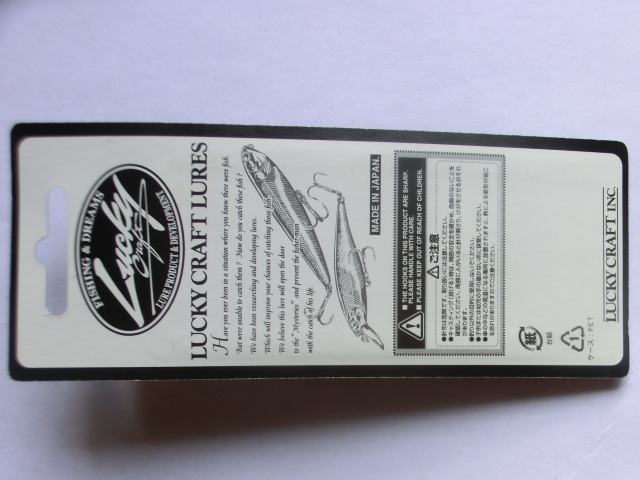 FISHING & DREAMS
Lucky
Craft
LURE PRODUCT & DEVELOPMENT
LUCKY CRAFT LURES
Have you ever been in a situation where you knew there were fish,
But were unable to catch them ? How do you catch these fish ?
We have been researching and developing lures.
Which will improve your chances of catching those fish.
We believe this lure will open the door
to the "Mysteries" and present the fisherman
with the catch of his life.
MADE IN JAPAN.
■ THE HOOKS ON THIS PRODUCT ARE SHARP.
■ PLEASE HANDLE WITH CARE.
■ PLEASE KEEP OUT OF REACH OF CHILDREN.
ご注意
紙
台紙
1
ケース：PET
LUCKY CRAFT INC.